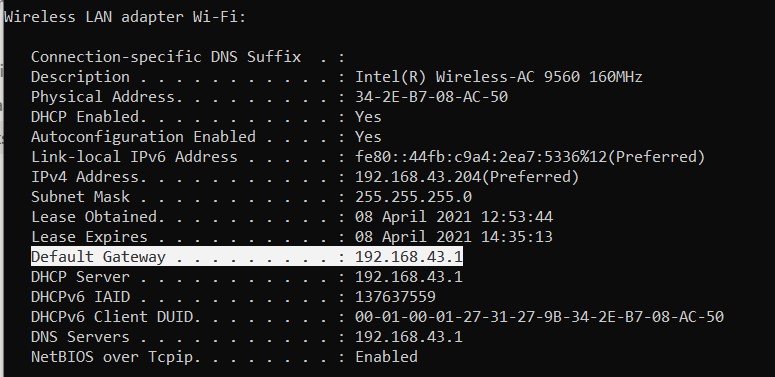 Wireless LAN adapter Wi-Fi:
Connection-specific DNS Suffix  . :
Description . . . . . . . . . . . : Intel(R) Wireless-AC 9560 160MHz
Physical Address. . . . . . . . . : 34-2E-B7-08-AC-50
DHCP Enabled. . . . . . . . . . . : Yes
Autoconfiguration Enabled . . . . : Yes
Link-local IPv6 Address . . . . . : fe80::44fb:c9a4:2ea7:5336%12(Preferred)
IPv4 Address. . . . . . . . . . . : 192.168.43.204(Preferred)
Subnet Mask . . . . . . . . . . . : 255.255.255.0
Lease Obtained. . . . . . . . . . : 08 April 2021 12:53:44
Lease Expires . . . . . . . . . . : 08 April 2021 14:35:13
Default Gateway . . . . . . . . . : 192.168.43.1
DHCP Server . . . . . . . . . . . : 192.168.43.1
DHCPv6 IAID . . . . . . . . . . . : 137637559
DHCPv6 Client DUID. . . . . . . . : 00-01-00-01-27-31-27-9B-34-2E-B7-08-AC-50
DNS Servers . . . . . . . . . . . : 192.168.43.1
NetBIOS over Tcpip. . . . . . . . : Enabled